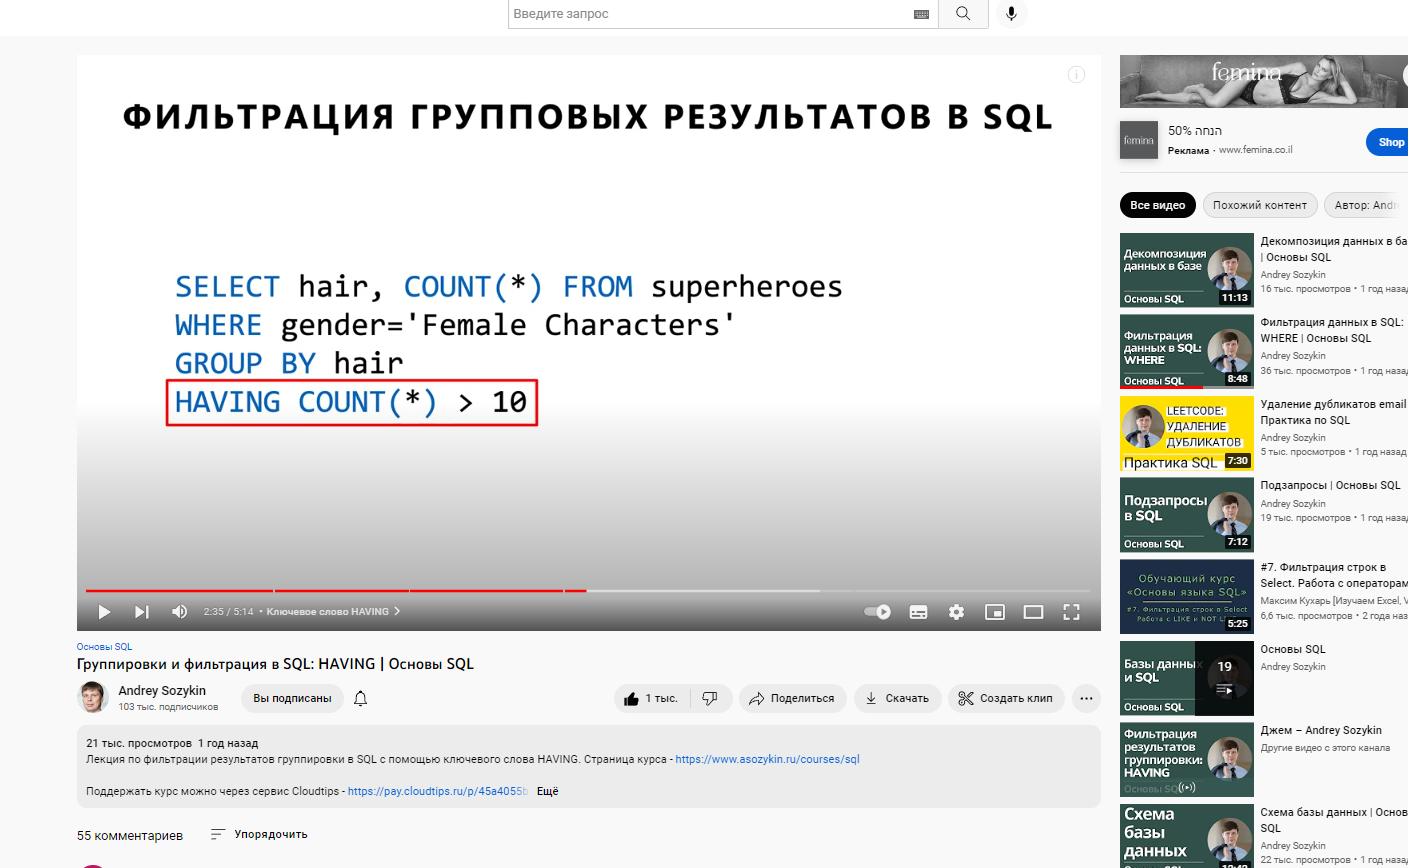 Введите запрос
ФИЛЬТРАЦИЯ ГРУППОВЫХ РЕЗУЛЬТАТОВ В SQL
SELECT hair, COUNT(*) FROM superheroes
WHERE gender='Female Characters'
GROUP BY hair
HAVING COUNT(*) > 10
2:35 / 5:14 • Ключевое слово HAVING
Основы SQL
Группировки и фильтрация в SQL: HAVING | Основы SQL
Andrey Sozykin
103 тыс. подписчиков
Вы подписаны
1 тыс.
Поделиться
Скачать
Создать клип
21 тыс. просмотров 1 год назад
Лекция по фильтрации результатов группировки в SQL с помощью ключевого слова HAVING. Страница курса - https://www.asozykin.ru/courses/sql
Поддержать курс можно через сервис Cloudtips - https://pay.cloudtips.ru/p/45a4055b Ещё
55 комментариев
Упорядочить
femina
femina
50% הנחה
Реклама · www.femina.co.il
Shop
Все видео
Похожий контент
Автор: Andr
Декомпозиция
данных в базе
Основы SQL
11:13
Декомпозиция данных в ба
| Основы SQL
Andrey Sozykin
16 тыс. просмотров • 1 год назад
Фильтрация
данных в SQL:
WHERE
Основы SQL
8:48
Фильтрация данных в SQL:
WHERE | Основы SQL
Andrey Sozykin
36 тыс. просмотров • 1 год назад
LEETCODE:
УДАЛЕНИЕ
ДУБЛИКАТОВ
Практика SQL
7:30
Удаление дубликатов email
Практика по SQL
Andrey Sozykin
5 тыс. просмотров • 1 год назад
Подзапросы
в SQL
Основы SQL
7:12
Подзапросы | Основы SQL
Andrey Sozykin
19 тыс. просмотров • 1 год назад
Обучающий курс
«Основы языка SQL»
#7. Фильтрация строк в Select
Работа с LIKE и NOT L
5:25
#7. Фильтрация строк в
Select. Работа с операторам
Максим Кухарь [Изучаем Excel, V
6,6 тыс. просмотров • 2 года наз
Базы данных
и SQL
Основы SQL
19
Основы SQL
Andrey Sozykin
Фильтрация
результатов
группировки:
HAVING
Основы SQL
Джем – Andrey Sozykin
Другие видео с этого канала
Схема
базы
данных
Схема базы данных | Основ
SQL
Andrey Sozykin
22 тыс. просмотров • 1 год назад